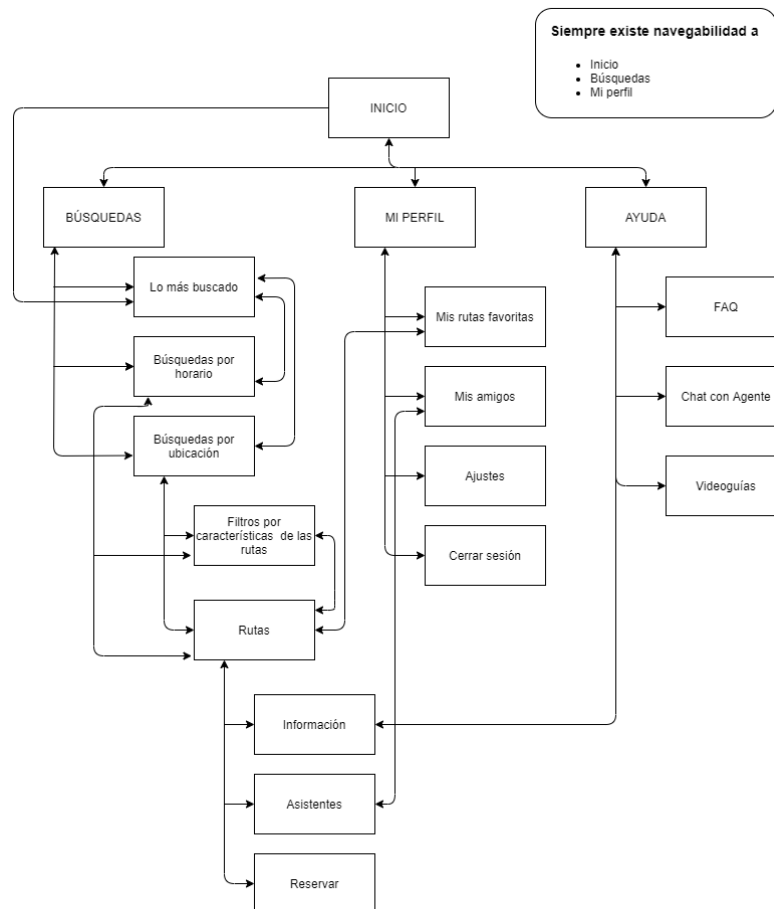 Siempre existe navegabilidad a
Inicio
Búsquedas
Mi perfil
INICIO
BÚSQUEDAS
MI PERFIL
AYUDA
Lo más buscado
Búsquedas por
horario
Búsquedas por
ubicación
Filtros por
características de las
rutas
Rutas
Información
Asistentes
Reservar
Mis rutas favoritas
Mis amigos
Ajustes
Cerrar sesión
FAQ
Chat con Agente
Videoguías